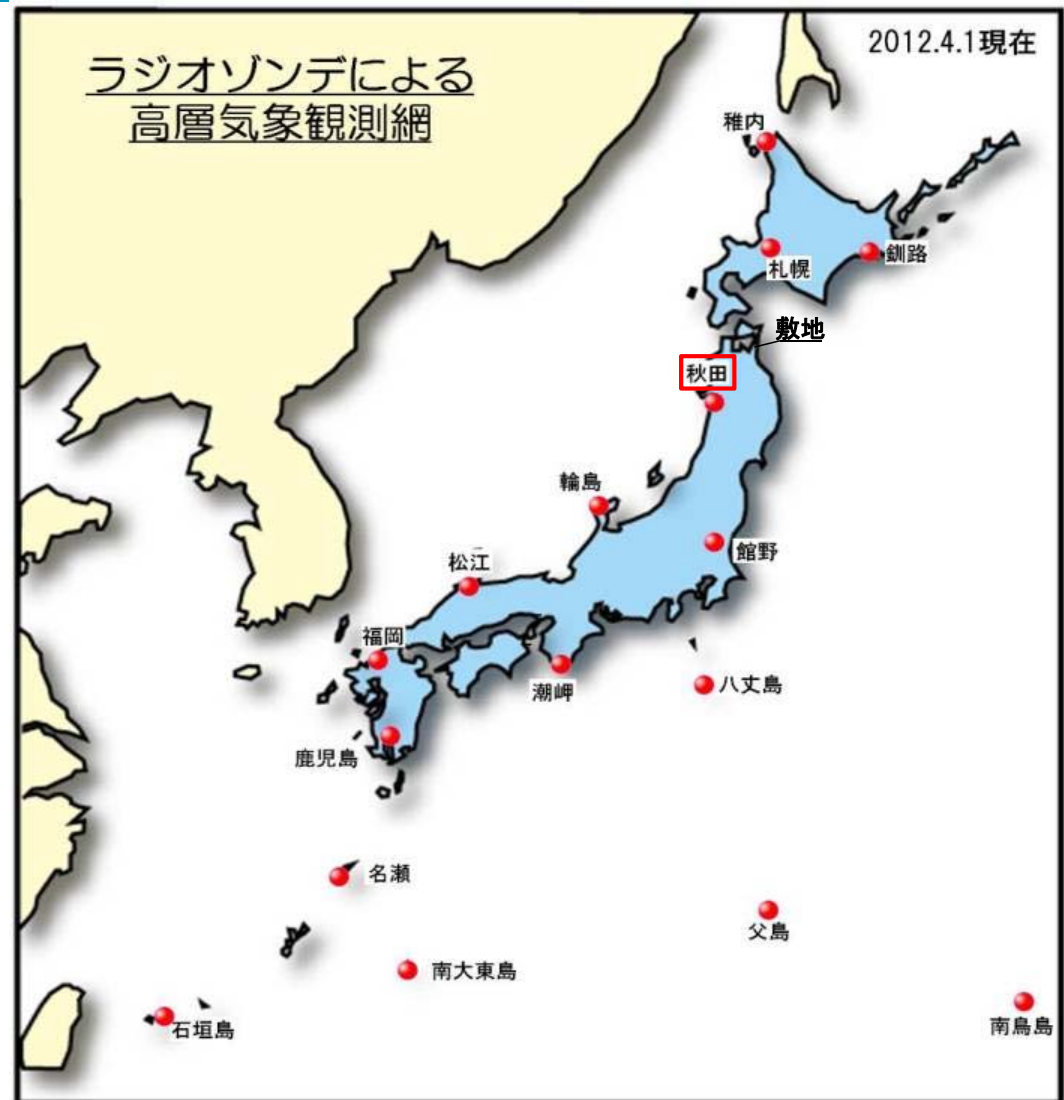 ラジオゾンデによる
高層気象観測網
2012.4.1現在
稚内
札幌
釧路
敷地
秋田
輪島
館野
松江
福岡
潮岬
八丈島
鹿児島
名瀬
父島
南大東島
石垣島
南鳥島